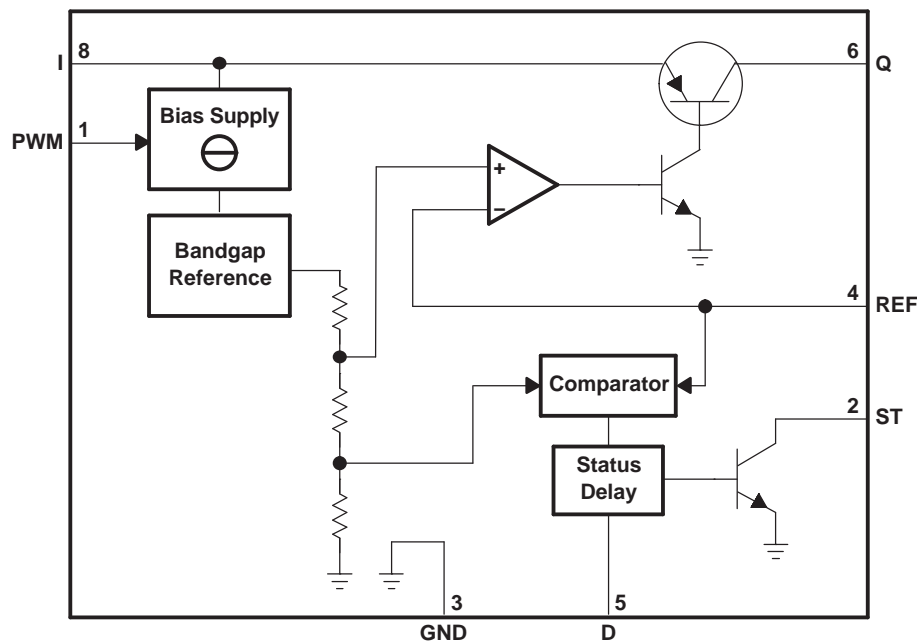 8
I
6
Q
Bias Supply
1
PWM
+
−
Bandgap
Reference
4
REF
Comparator
2
ST
Status
Delay
3
GND
5
D